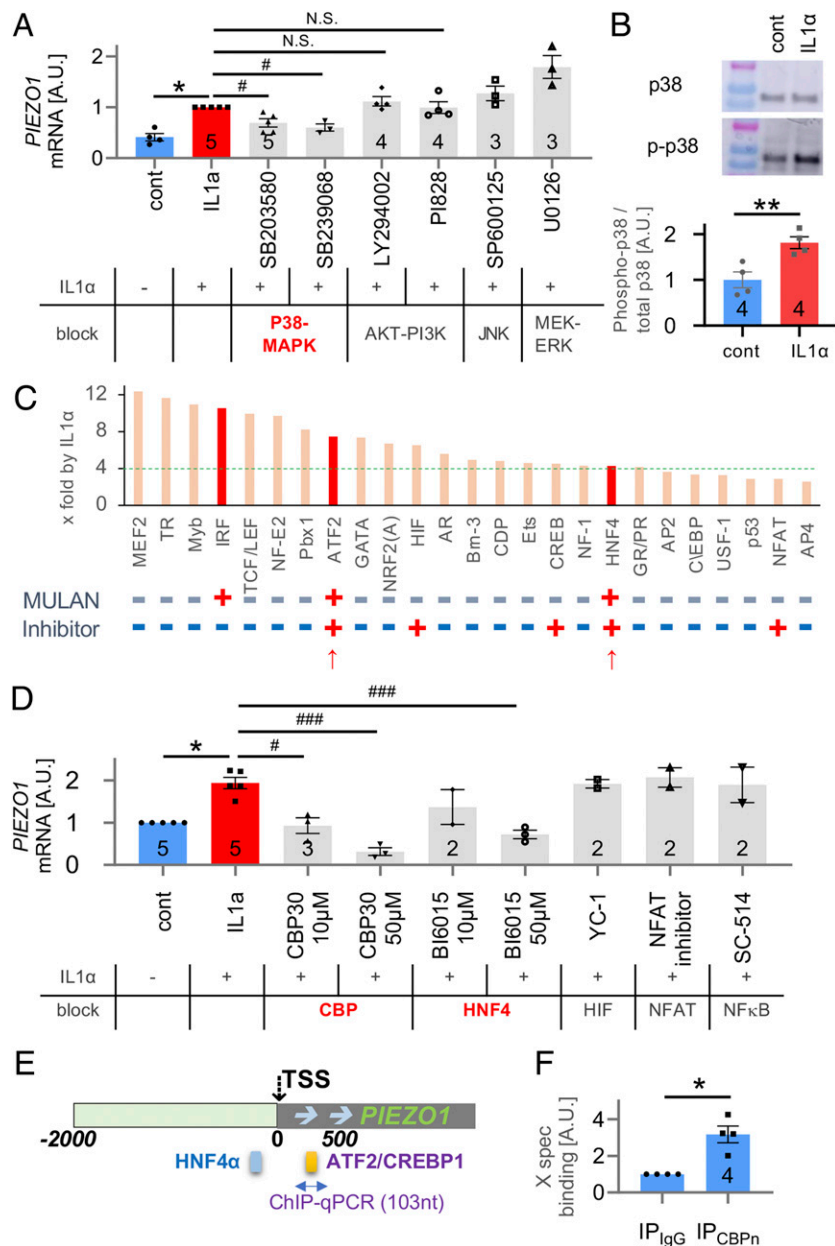 A
PIEZO1
mRNA [A.U.]
2
1
0
*
#
#
N.S.
N.S.
5
5
3
4
4
3
3
cont
IL1a
SB203580
SB239068
LY294002
PI828
SP600125
U0126
IL1α - + + + + + + +
block P38-MAPK AKT-PI3K JNK MEK-ERK
B
cont IL1α
p38
p-p38
Phospho-p38 /
total p38 [A.U.]
2
1
0
**
4 4
cont IL1α
C
x fold by IL1α
12
8
4
0
MEF2 TR Myb IRF TCF/LEF NF-E2 Pbx1 ATF2 GATA NRF2(A) HIF AR Brn-3 CDP Ets CREB NF-1 HNF4 GR/PR AP2 C\EBP USF-1 p53 NFAT AP4
MULAN - - - + - - - + - - - - - - - - - + - - - - - - -
Inhibitor - - - - - - - + - - + - - - - + - + - - - - - + -
D
PIEZO1
mRNA [A.U.]
2
1
0
*
#
###
###
5 5 3 2 2 2 2
cont
IL1a
CBP30
10μM
CBP30
50μM
BI6015
10μM
BI6015
50μM
YC-1
NFAT
inhibitor
SC-514
IL1α - + + + + + + + +
block CBP HNF4 HIF NFAT NFκB
E
TSS
PIEZO1
-2000 0 500
HNF4α ATF2/CREBP1
ChIP-qPCR (103nt)
F
X spec
binding [A.U.]
4
2
0
*
4
IP IgG IP CBPn